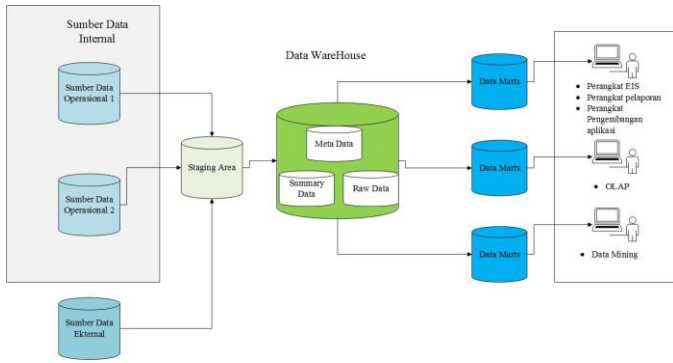 Sumber Data
Internal
Sumber Data
Operasional 1
Sumber Data
Operasional 2
Sumber Data
Ekternal
Staging Area
Data WareHouse
Meta Data
Summary
Data
Raw Data
Data Marts
Data Marts
Data Marts
Perangkat EIS
Perangkat pelaporan
Perangkat
Pengembangan
aplikasi
OLAP
Data Mining